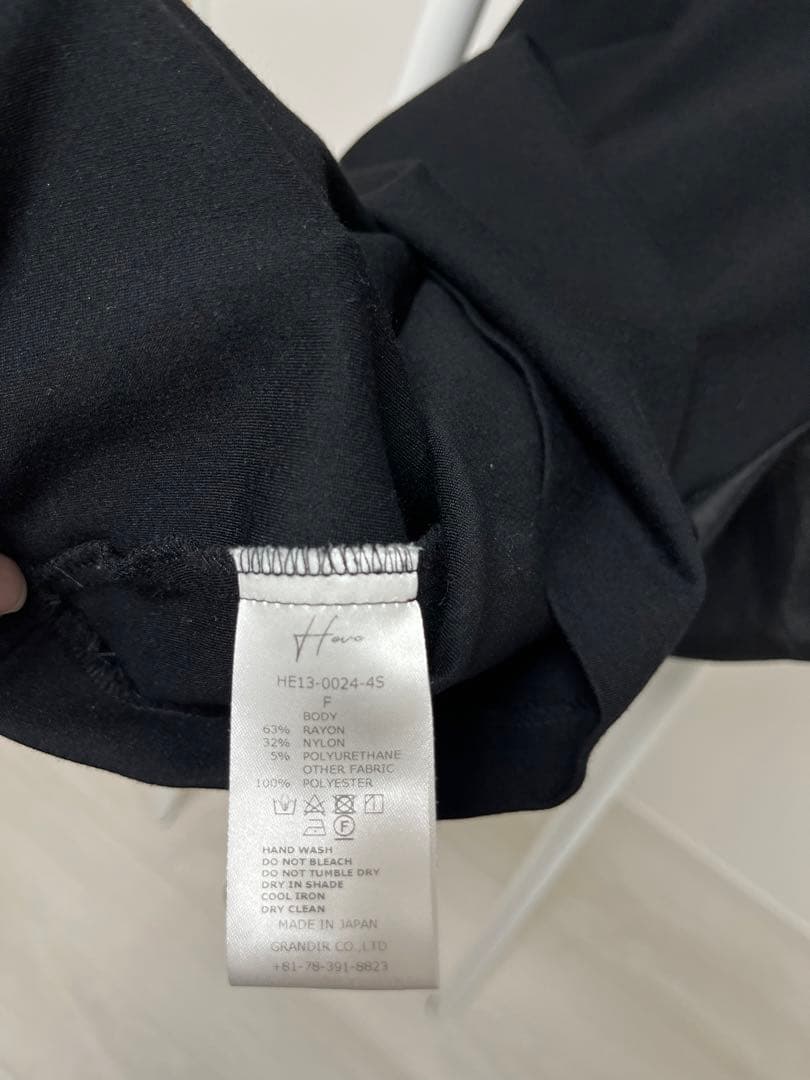 Hevo
HE13-0024-4S
F
BODY
63% RAYON
32% NYLON
5% POLYURETHANE
OTHER FABRIC
100% POLYESTER
F
HAND WASH
DO NOT BLEACH
DO NOT TUMBLE DRY
DRY IN SHADE
COOL IRON
DRY CLEAN
MADE IN JAPAN
GRANDIR CO.,LTD
+81-78-391-8823